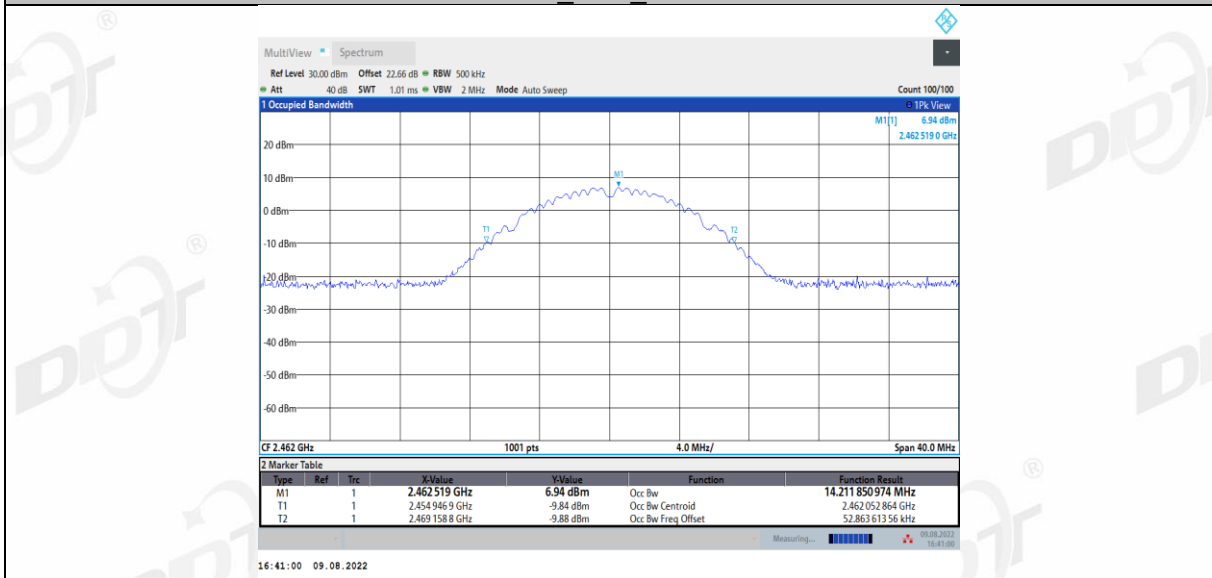 MultiView Spectrum
Ref Level 30.00 dBm Offset 22.66 dB RBW 500 kHz
Att 40 dB SWT 1.01 ms VBW 2 MHz Mode Auto Sweep Count 100/100
1 Occupied Bandwidth 1Pk View
M1[1] 6.94 dBm
2.462 519 0 GHz
20 dBm
M1
10 dBm
0 dBm
T1 T2
-10 dBm
-20 dBm
-30 dBm
-40 dBm
-50 dBm
-60 dBm
CF 2.462 GHz 1001 pts 4.0 MHz/ Span 40.0 MHz
2 Marker Table
Type Ref Trc X-Value Y-Value Function Function Result
M1 1 2.462 519 GHz 6.94 dBm Occ Bw 14.211 850 974 MHz
T1 1 2.454 946 9 GHz -9.84 dBm Occ Bw Centroid 2.462 052 864 GHz
T2 1 2.469 158 8 GHz -9.88 dBm Occ Bw Freq Offset 52.863 613 56 kHz
Measuring... 09.08.2022
16:41:00
16:41:00 09.08.2022
DDT
®